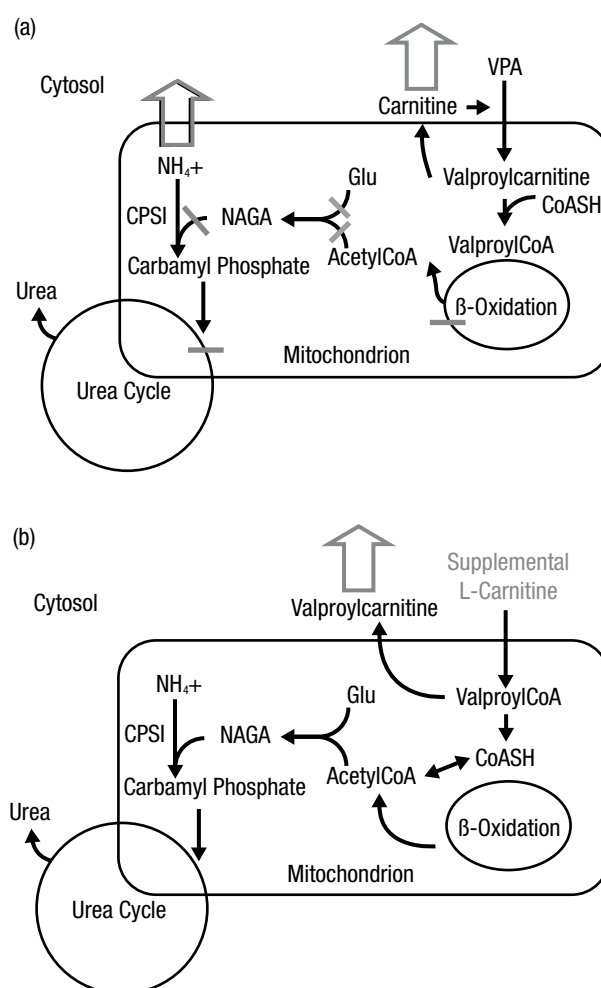 (a)
Cytosol
VPA
Carnitine
NH₄+
Glu
Valproylcarnitine
CPSI
NAGA
CoASH
AcetylCoA
ValproylCoA
Carbamyl Phosphate
Urea
ß-Oxidation
Mitochondrion
Urea Cycle
(b)
Supplemental
L-Carnitine
Cytosol
Valproylcarnitine
NH₄+
Glu
ValproylCoA
CPSI
NAGA
CoASH
AcetylCoA
Carbamyl Phosphate
Urea
ß-Oxidation
Mitochondrion
Urea Cycle